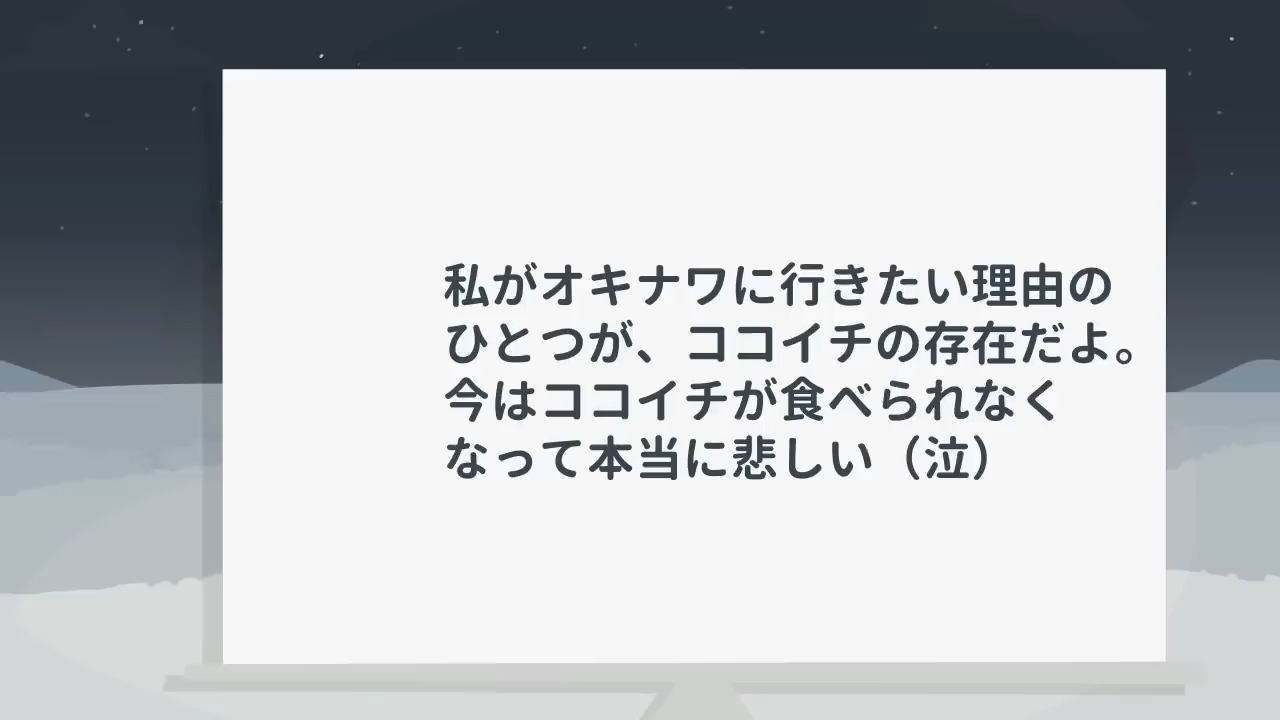 私がオキナワに行きたい理由の
ひとつが、ココイチの存在だよ。
今はココイチが食べられなく
なって本当に悲しい（泣）